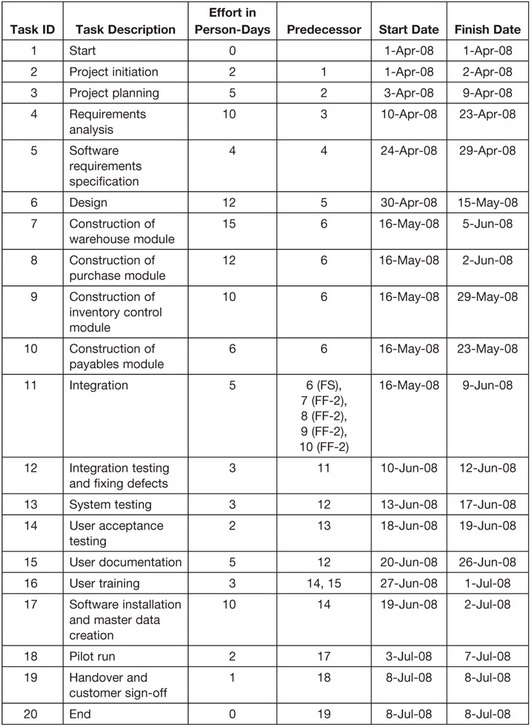 Task ID Task Description Effort in Person-Days Predecessor Start Date Finish Date
1 Start 0 1-Apr-08 1-Apr-08
2 Project initiation 2 1 1-Apr-08 2-Apr-08
3 Project planning 5 2 3-Apr-08 9-Apr-08
4 Requirements 10 3 10-Apr-08 23-Apr-08
analysis
5 Software 4 4 24-Apr-08 29-Apr-08
requirements
specification
6 Design 12 5 30-Apr-08 15-May-08
7 Construction of 15 6 16-May-08 5-Jun-08
warehouse module
8 Construction of 12 6 16-May-08 2-Jun-08
purchase module
9 Construction of 10 6 16-May-08 29-May-08
inventory control
module
10 Construction of 6 6 16-May-08 23-May-08
payables module
11 Integration 5 6 (FS), 16-May-08 9-Jun-08
7 (FF-2),
8 (FF-2),
9 (FF-2),
10 (FF-2)
12 Integration testing 3 11 10-Jun-08 12-Jun-08
and fixing defects
13 System testing 3 12 13-Jun-08 17-Jun-08
14 User acceptance 2 13 18-Jun-08 19-Jun-08
testing
15 User documentation 5 12 20-Jun-08 26-Jun-08
16 User training 3 14, 15 27-Jun-08 1-Jul-08
17 Software installation 10 14 19-Jun-08 2-Jul-08
and master data
creation
18 Pilot run 2 17 3-Jul-08 7-Jul-08
19 Handover and 1 18 8-Jul-08 8-Jul-08
customer sign-off
20 End 0 19 8-Jul-08 8-Jul-08